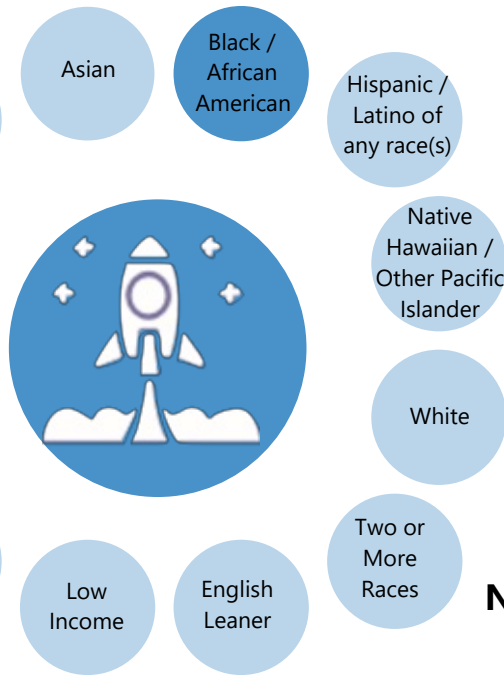 Asian
Black /
African
American
Hispanic /
Latino of
any race(s)
Native
Hawaiian /
Other Pacific
Islander
White
Two or
More
Races
English
Leaner
Low
Income
N